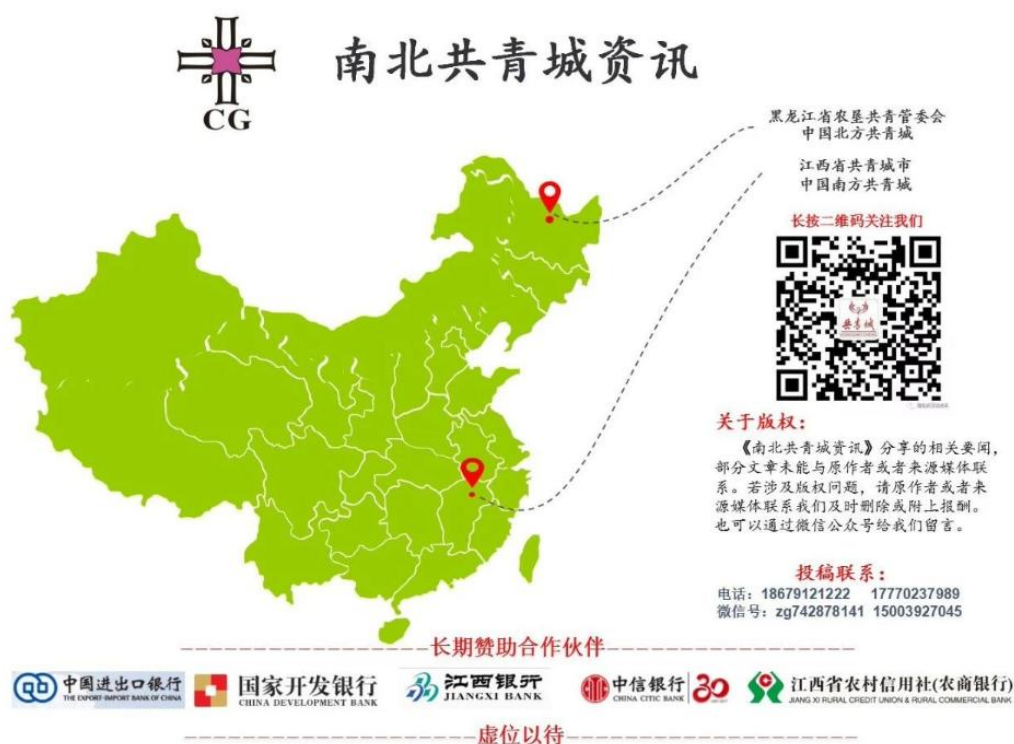 南北共青城资讯
CG
黑龙江省农垦共青管委会
中国北方共青城
江西省共青城市
中国南方共青城
长按二维码关注我们
共青城
关于版权：
《南北共青城资讯》分享的相关要闻，
部分文章未能与原作者或者来源媒体联
系。若涉及版权问题，请原作者或者来
源媒体联系我们及时删除或附上报酬。
也可以通过微信公众号给我们留言。
投稿联系：
电话：18679121222 17770237989
微信号：zg742878141 15003927045
长期赞助合作伙伴
中国进出口银行
THE EXPORT-IMPORT BANK OF CHINA
国家开发银行
CHINA DEVELOPMENT BANK
江西银行
JIANGXI BANK
中信银行
CHINA CITIC BANK
30
江西省农村信用社(农商银行)
JIANG XI RURAL CREDIT UNION & RURAL COMMERCIAL BANK
虚位以待